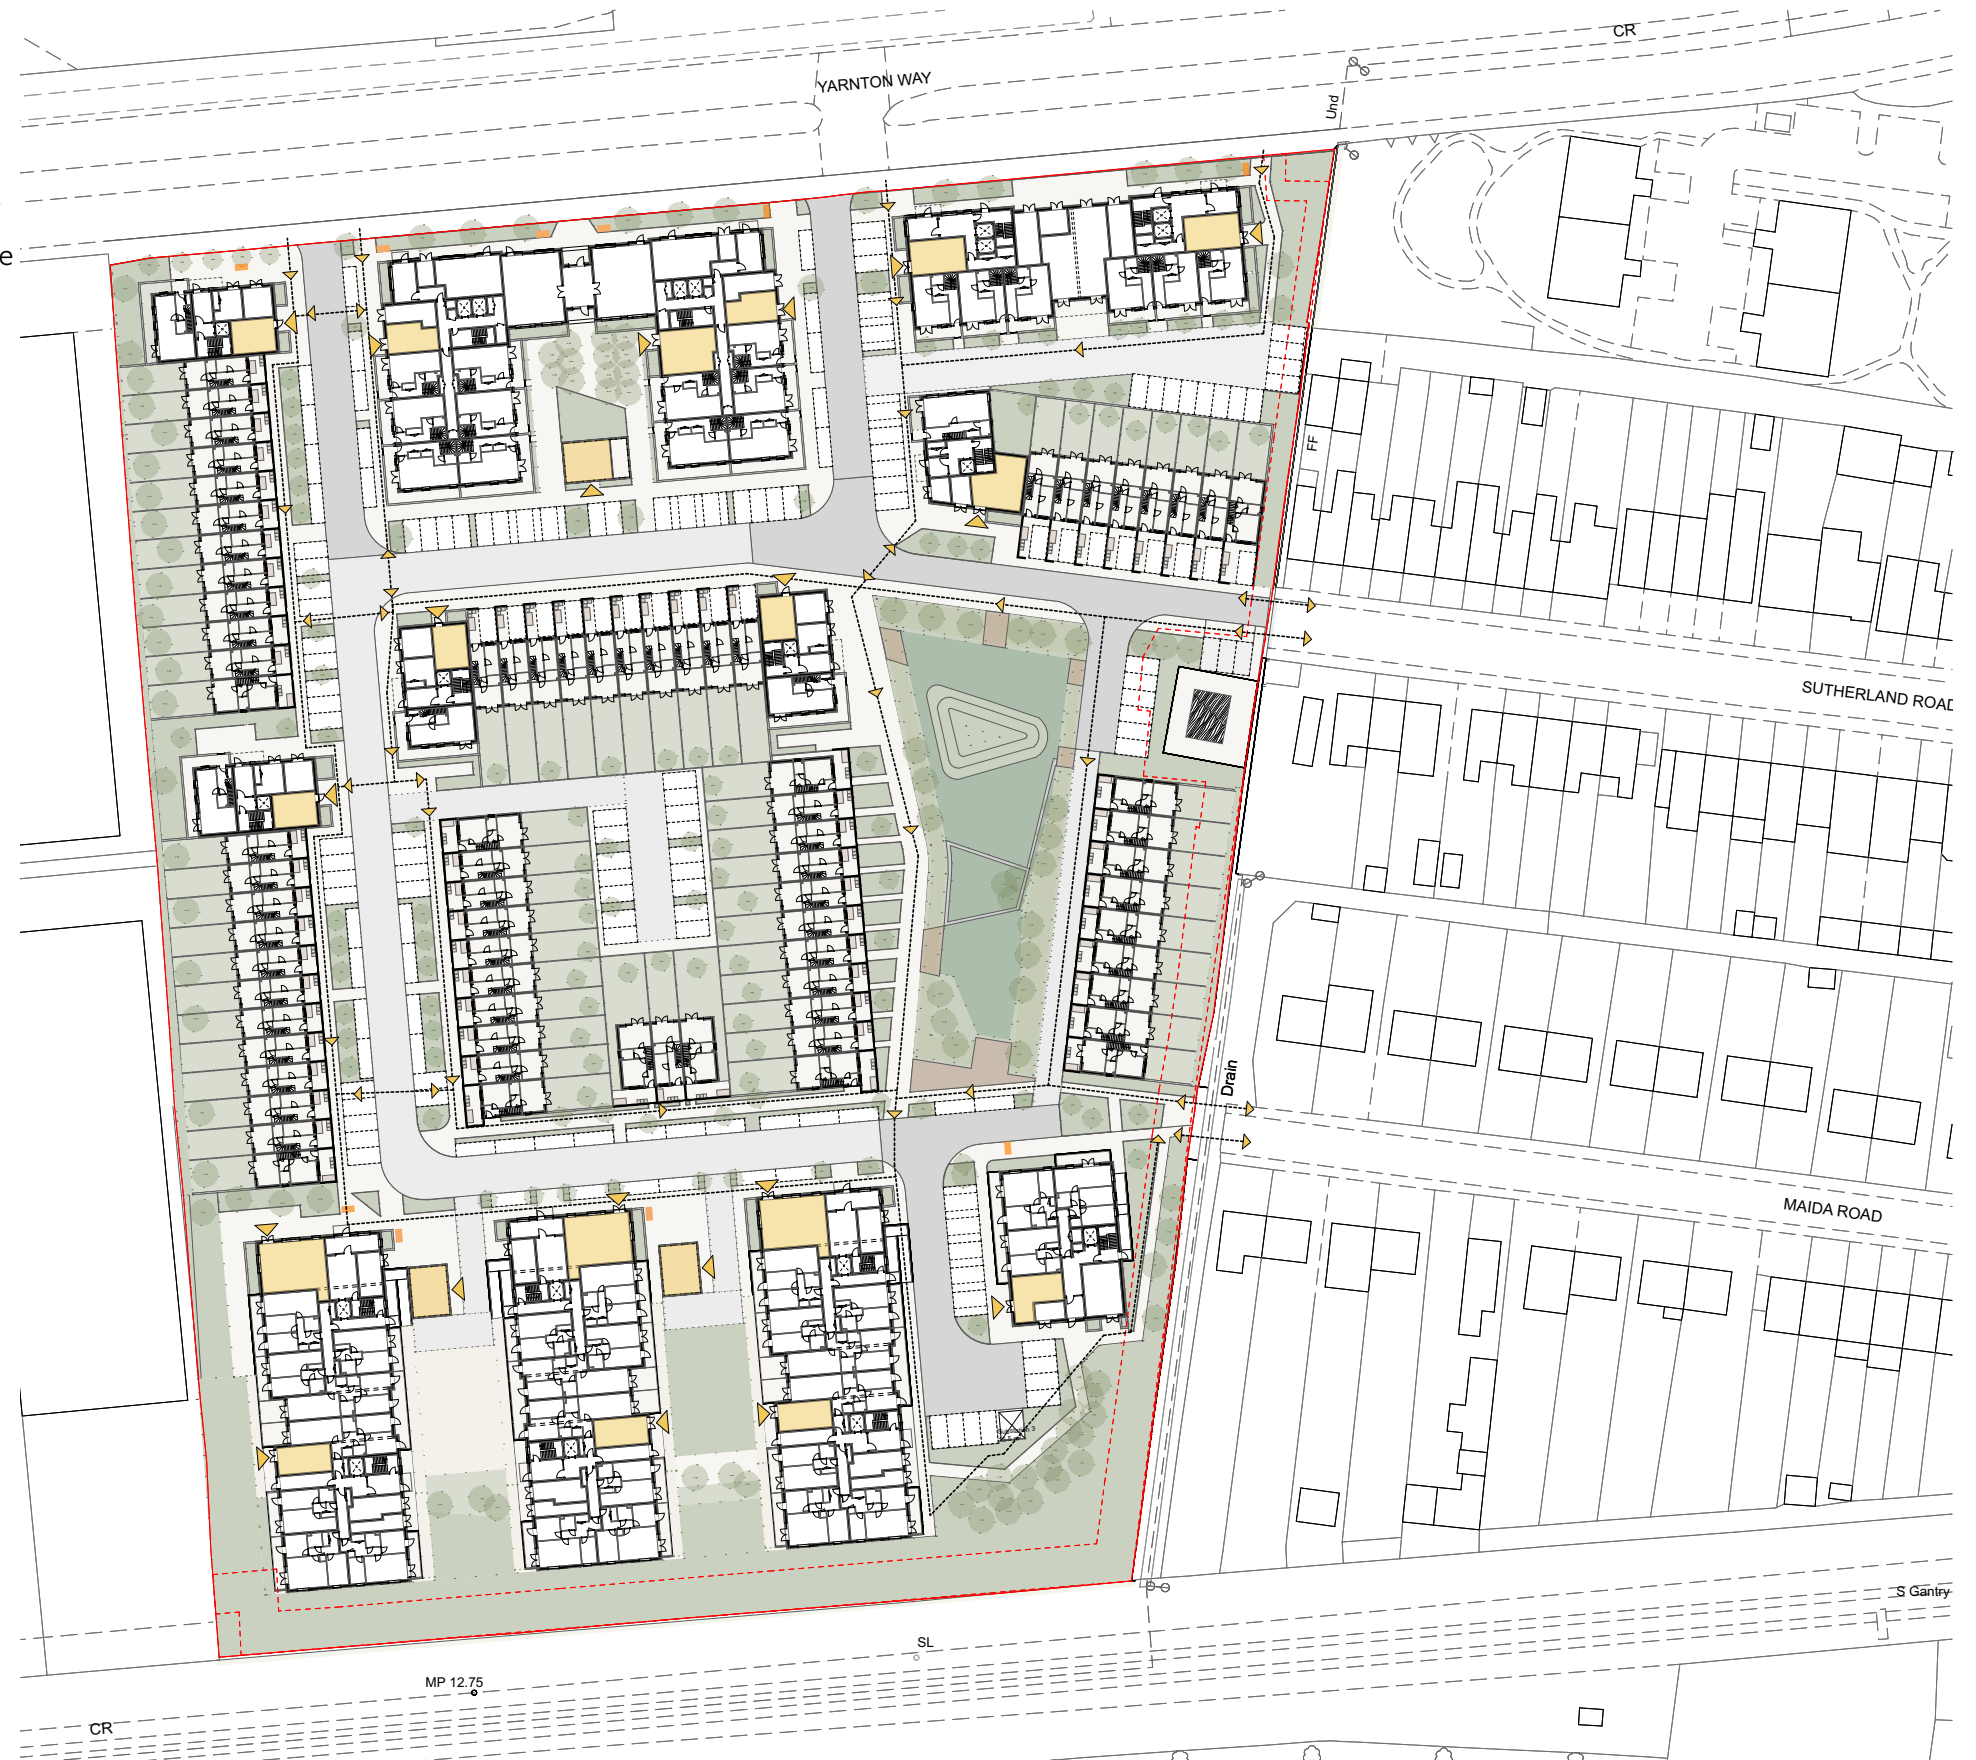 CR
YARNTON WAY
Und
e
FF
SUTHERLAND ROAD
Drain
MAIDA ROAD
S Gantry
SL
MP 12.75
CR